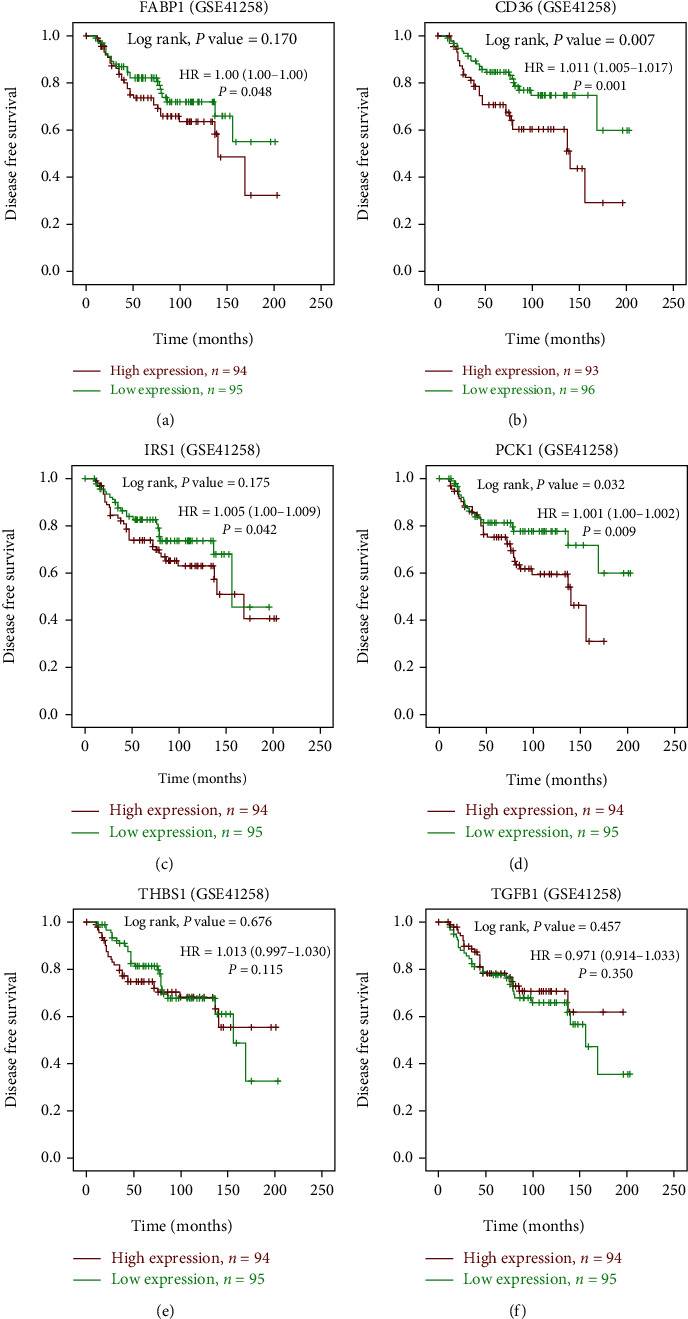 FABP1 (GSE41258)
Log rank, P value = 0.170
HR = 1.00 (1.00–1.00)
P = 0.048
Disease free survival
1.0
0.8
0.6
0.4
0.2
0.0
0 50 100 150 200 250
Time (months)
High expression, n = 94
Low expression, n = 95
(a)
CD36 (GSE41258)
Log rank, P value = 0.007
HR = 1.011 (1.005–1.017)
P = 0.001
Disease free survival
1.0
0.8
0.6
0.4
0.2
0.0
0 50 100 150 200 250
Time (months)
High expression, n = 93
Low expression, n = 96
(b)
IRS1 (GSE41258)
Log rank, P value = 0.175
HR = 1.005 (1.00–1.009)
P = 0.042
Disease free survival
1.0
0.8
0.6
0.4
0.2
0.0
0 50 100 150 200 250
Time (months)
High expression, n = 94
Low expression, n = 95
(c)
PCK1 (GSE41258)
Log rank, P value = 0.032
HR = 1.001 (1.00–1.002)
P = 0.009
Disease free survival
1.0
0.8
0.6
0.4
0.2
0.0
0 50 100 150 200 250
Time (months)
High expression, n = 94
Low expression, n = 95
(d)
THBS1 (GSE41258)
Log rank, P value = 0.676
HR = 1.013 (0.997–1.030)
P = 0.115
Disease free survival
1.0
0.8
0.6
0.4
0.2
0.0
0 50 100 150 200 250
Time (months)
High expression, n = 94
Low expression, n = 95
(e)
TGFB1 (GSE41258)
Log rank, P value = 0.457
HR = 0.971 (0.914–1.033)
P = 0.350
Disease free survival
1.0
0.8
0.6
0.4
0.2
0.0
0 50 100 150 200 250
Time (months)
High expression, n = 94
Low expression, n = 95
(f)